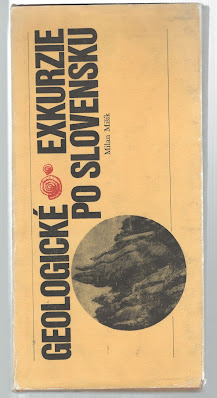 GEOLOGICKÉ EXKURZIE
PO SLOVENSKU
Milan Mišík